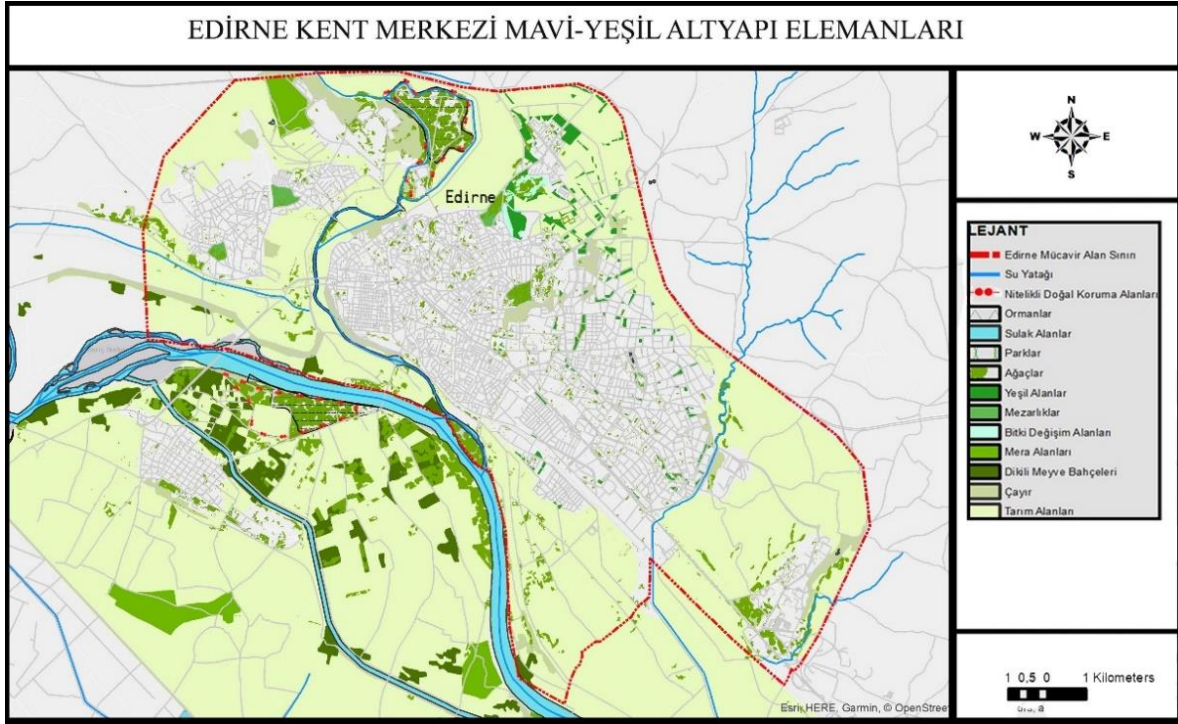 EDİRNE KENT MERKEZİ MAVİ-YEŞİL ALTYAPI ELEMANLARI
Edirne
N
W E
S
LEJANT
Edirne Mücavir Alan Sınırı
Su Yatağı
Nitelikli Doğal Koruma Alanları
Ormanlar
Sulak Alanlar
Parklar
Ağaçlar
Yeşil Alanlar
Mezarlıklar
Bitki Değişim Alanları
Mera Alanları
Dikili Meyve Bahçeleri
Çayır
Tarım Alanları
1 0,5 0 1 Kilometers
Esri, HERE, Garmin, © OpenStree